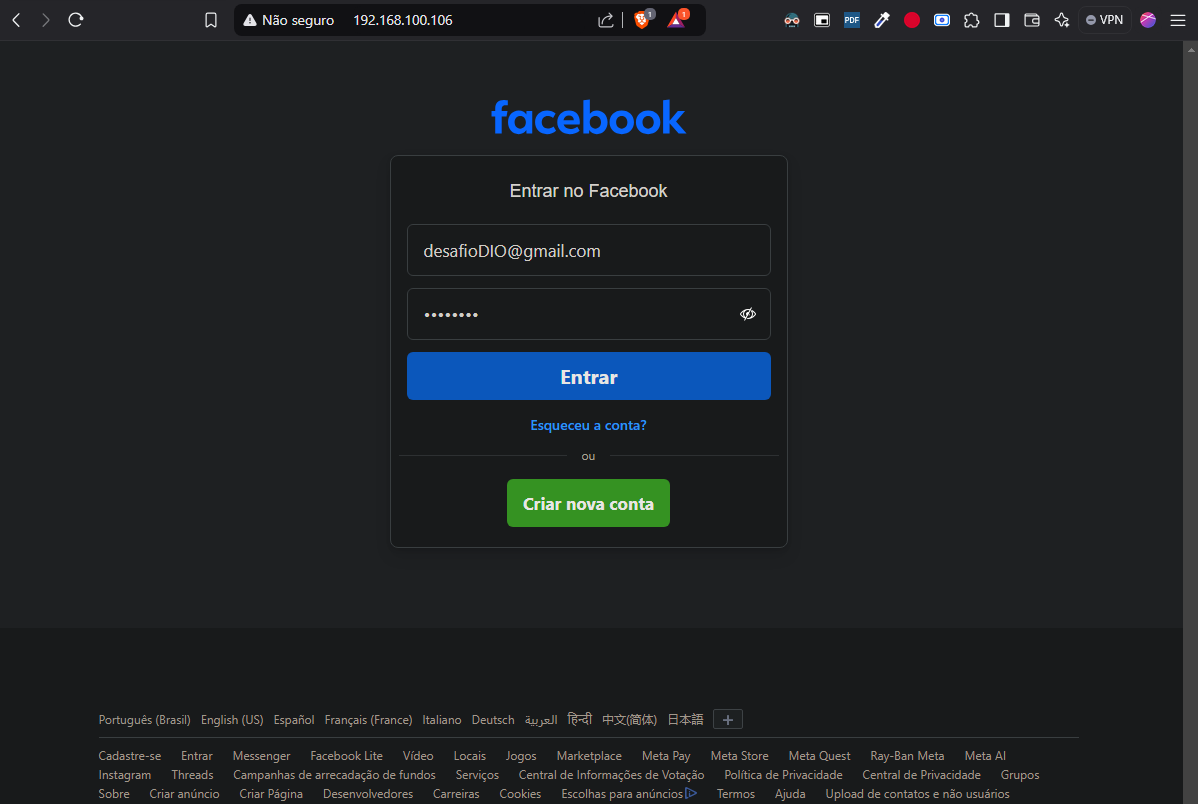 Não seguro 192.168.100.106 1 1 PDF VPN
facebook
Entrar no Facebook
desafioDIO@gmail.com
••••••••
Entrar
Esqueceu a conta?
ou
Criar nova conta
Português (Brasil) English (US) Español Français (France) Italiano Deutsch العربية हिन्दी 中文(简体) 日本語 +
Cadastre-se Entrar Messenger Facebook Lite Vídeo Locais Jogos Marketplace Meta Pay Meta Store Meta Quest Ray-Ban Meta Meta AI
Instagram Threads Campanhas de arrecadação de fundos Serviços Central de Informações de Votação Política de Privacidade Central de Privacidade Grupos
Sobre Criar anúncio Criar Página Desenvolvedores Carreiras Cookies Escolhas para anúncios Termos Ajuda Upload de contatos e não usuários